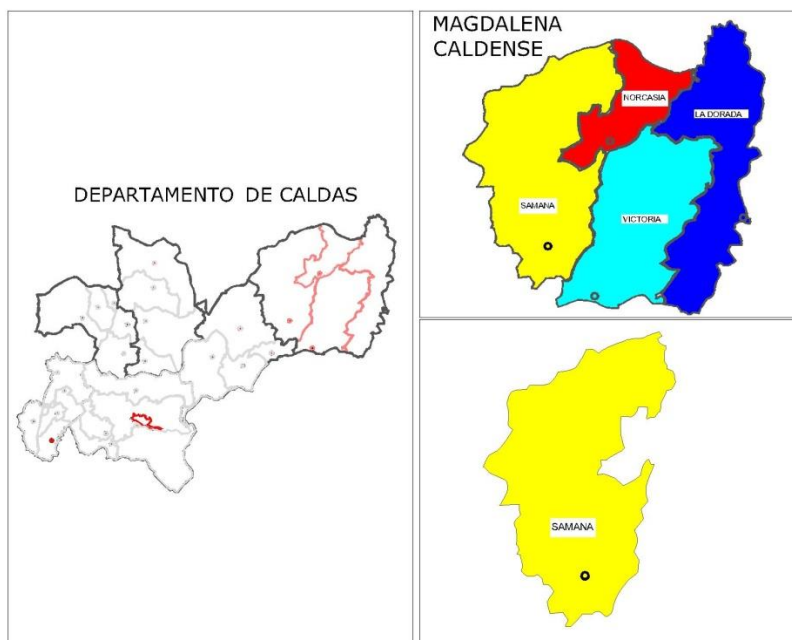 DEPARTAMENTO DE CALDAS
MAGDALENA
CALDENSE
NORCASIA
LA DORADA
SAMANA
VICTORIA
SAMANA